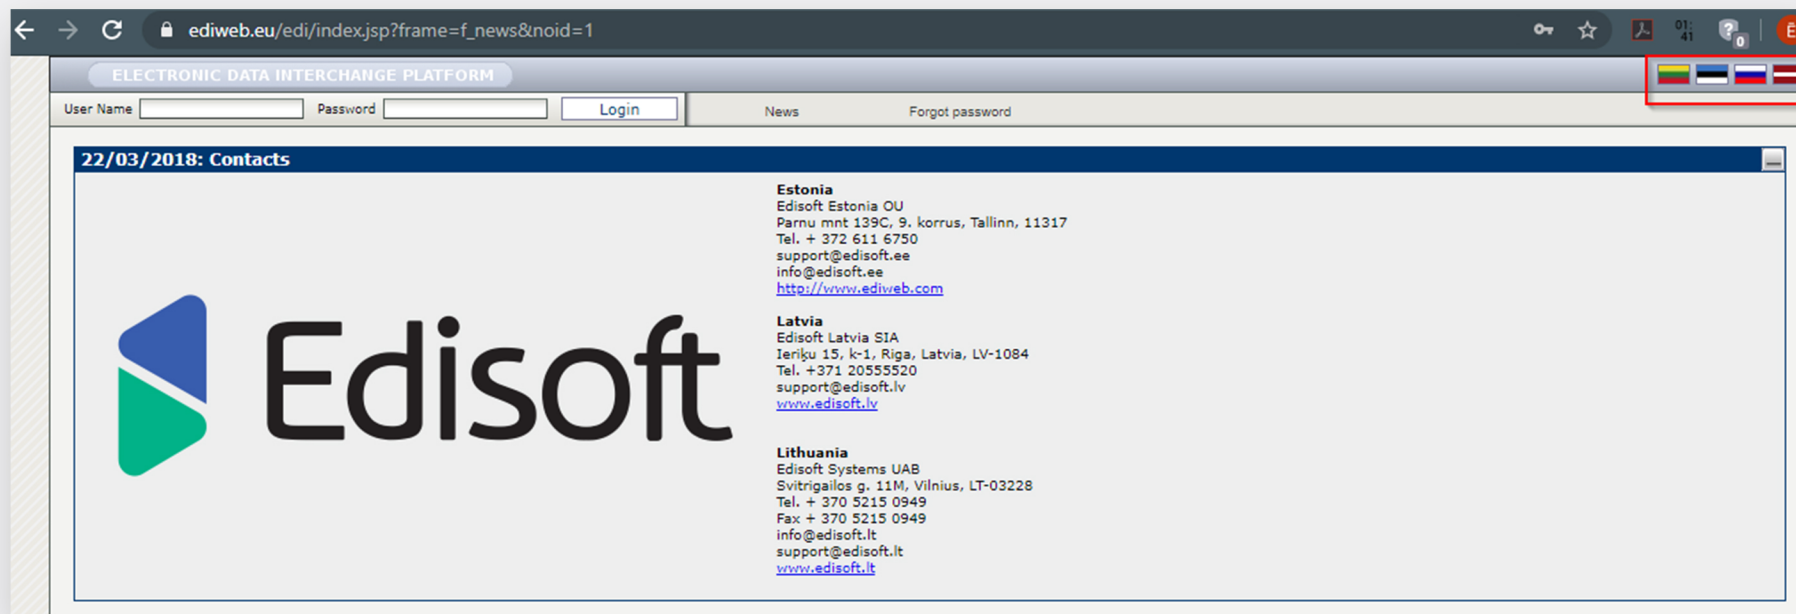 ediweb.eu/edi/index.jsp?frame=f_news&noid=1
01:
41
0
Ē
ELECTRONIC DATA INTERCHANGE PLATFORM
User Name
Password
Login
News
Forgot password
22/03/2018: Contacts
Edisoft
Estonia
Edisoft Estonia OU
Parnu mnt 139C, 9. korrus, Tallinn, 11317
Tel. + 372 611 6750
support@edisoft.ee
info@edisoft.ee
http://www.ediweb.com
Latvia
Edisoft Latvia SIA
Ieriķu 15, k-1, Riga, Latvia, LV-1084
Tel. +371 20555520
support@edisoft.lv
www.edisoft.lv
Lithuania
Edisoft Systems UAB
Svitrigailos g. 11M, Vilnius, LT-03228
Tel. + 370 5215 0949
Fax + 370 5215 0949
info@edisoft.lt
support@edisoft.lt
www.edisoft.lt